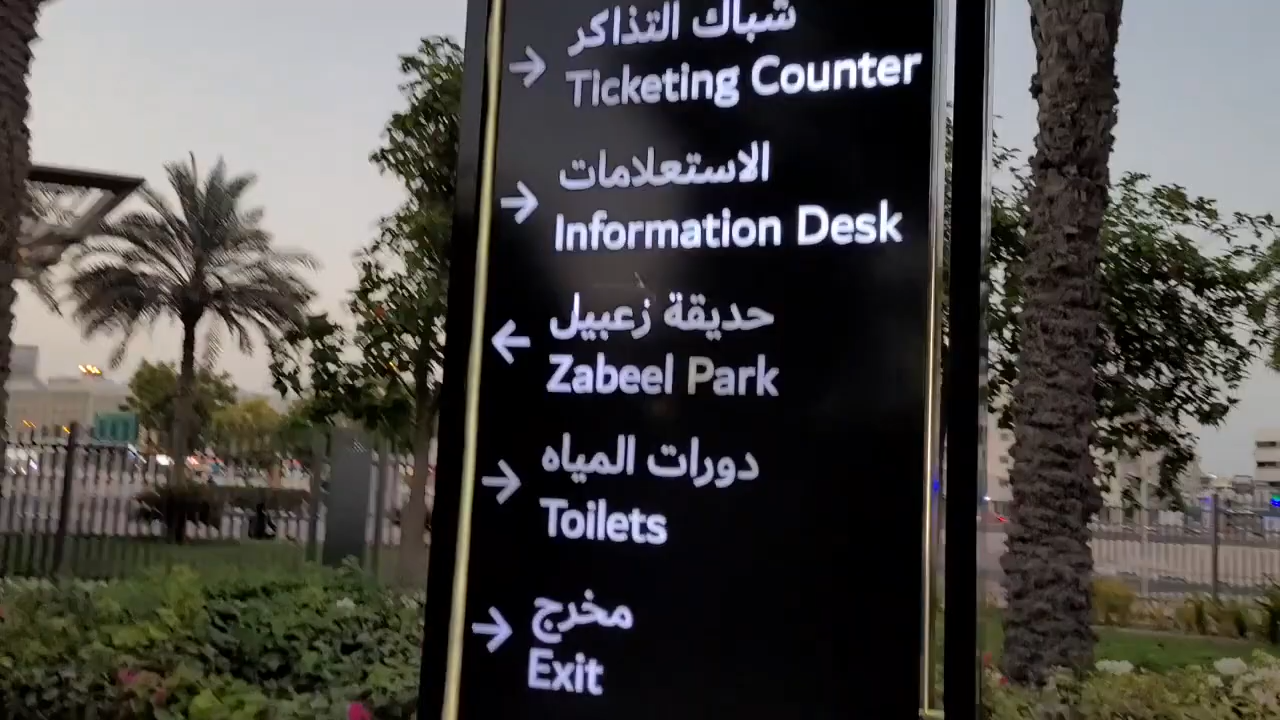 شباك التذاكر
→ Ticketing Counter
الاستعلامات
→ Information Desk
حديقة زعبيل
← Zabeel Park
دورات المياه
→ Toilets
مخرج
→ Exit